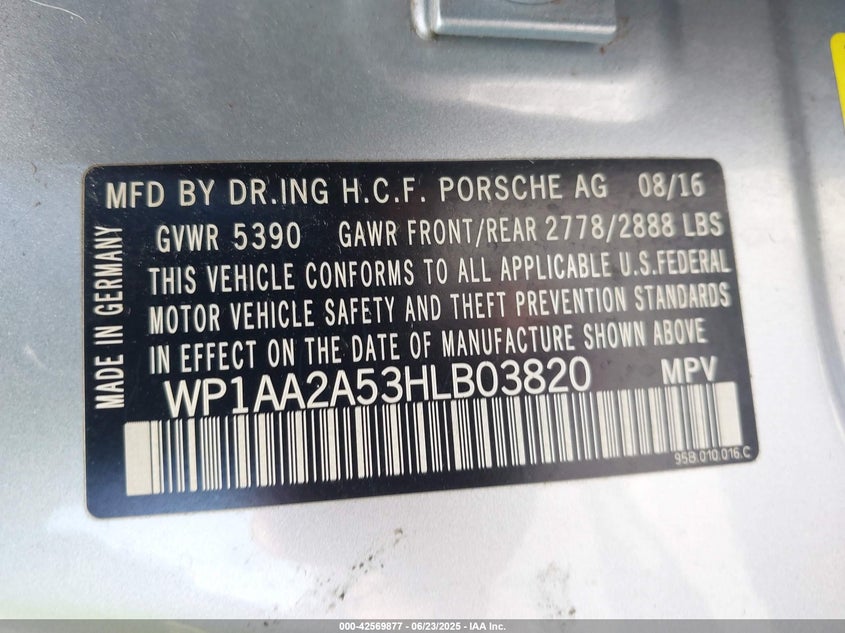 MFD BY DR.ING H.C.F. PORSCHE AG 08/16
GVWR 5390 GAWR FRONT/REAR 2778/2888 LBS
THIS VEHICLE CONFORMS TO ALL APPLICABLE U.S.FEDERAL
MOTOR VEHICLE SAFETY AND THEFT PREVENTION STANDARDS
IN EFFECT ON THE DATE OF MANUFACTURE SHOWN ABOVE
WP1AA2A53HLB03820 MPV
MADE IN GERMANY
95B.010.016.C
000-42569877 - 06/23/2025 - IAA Inc.